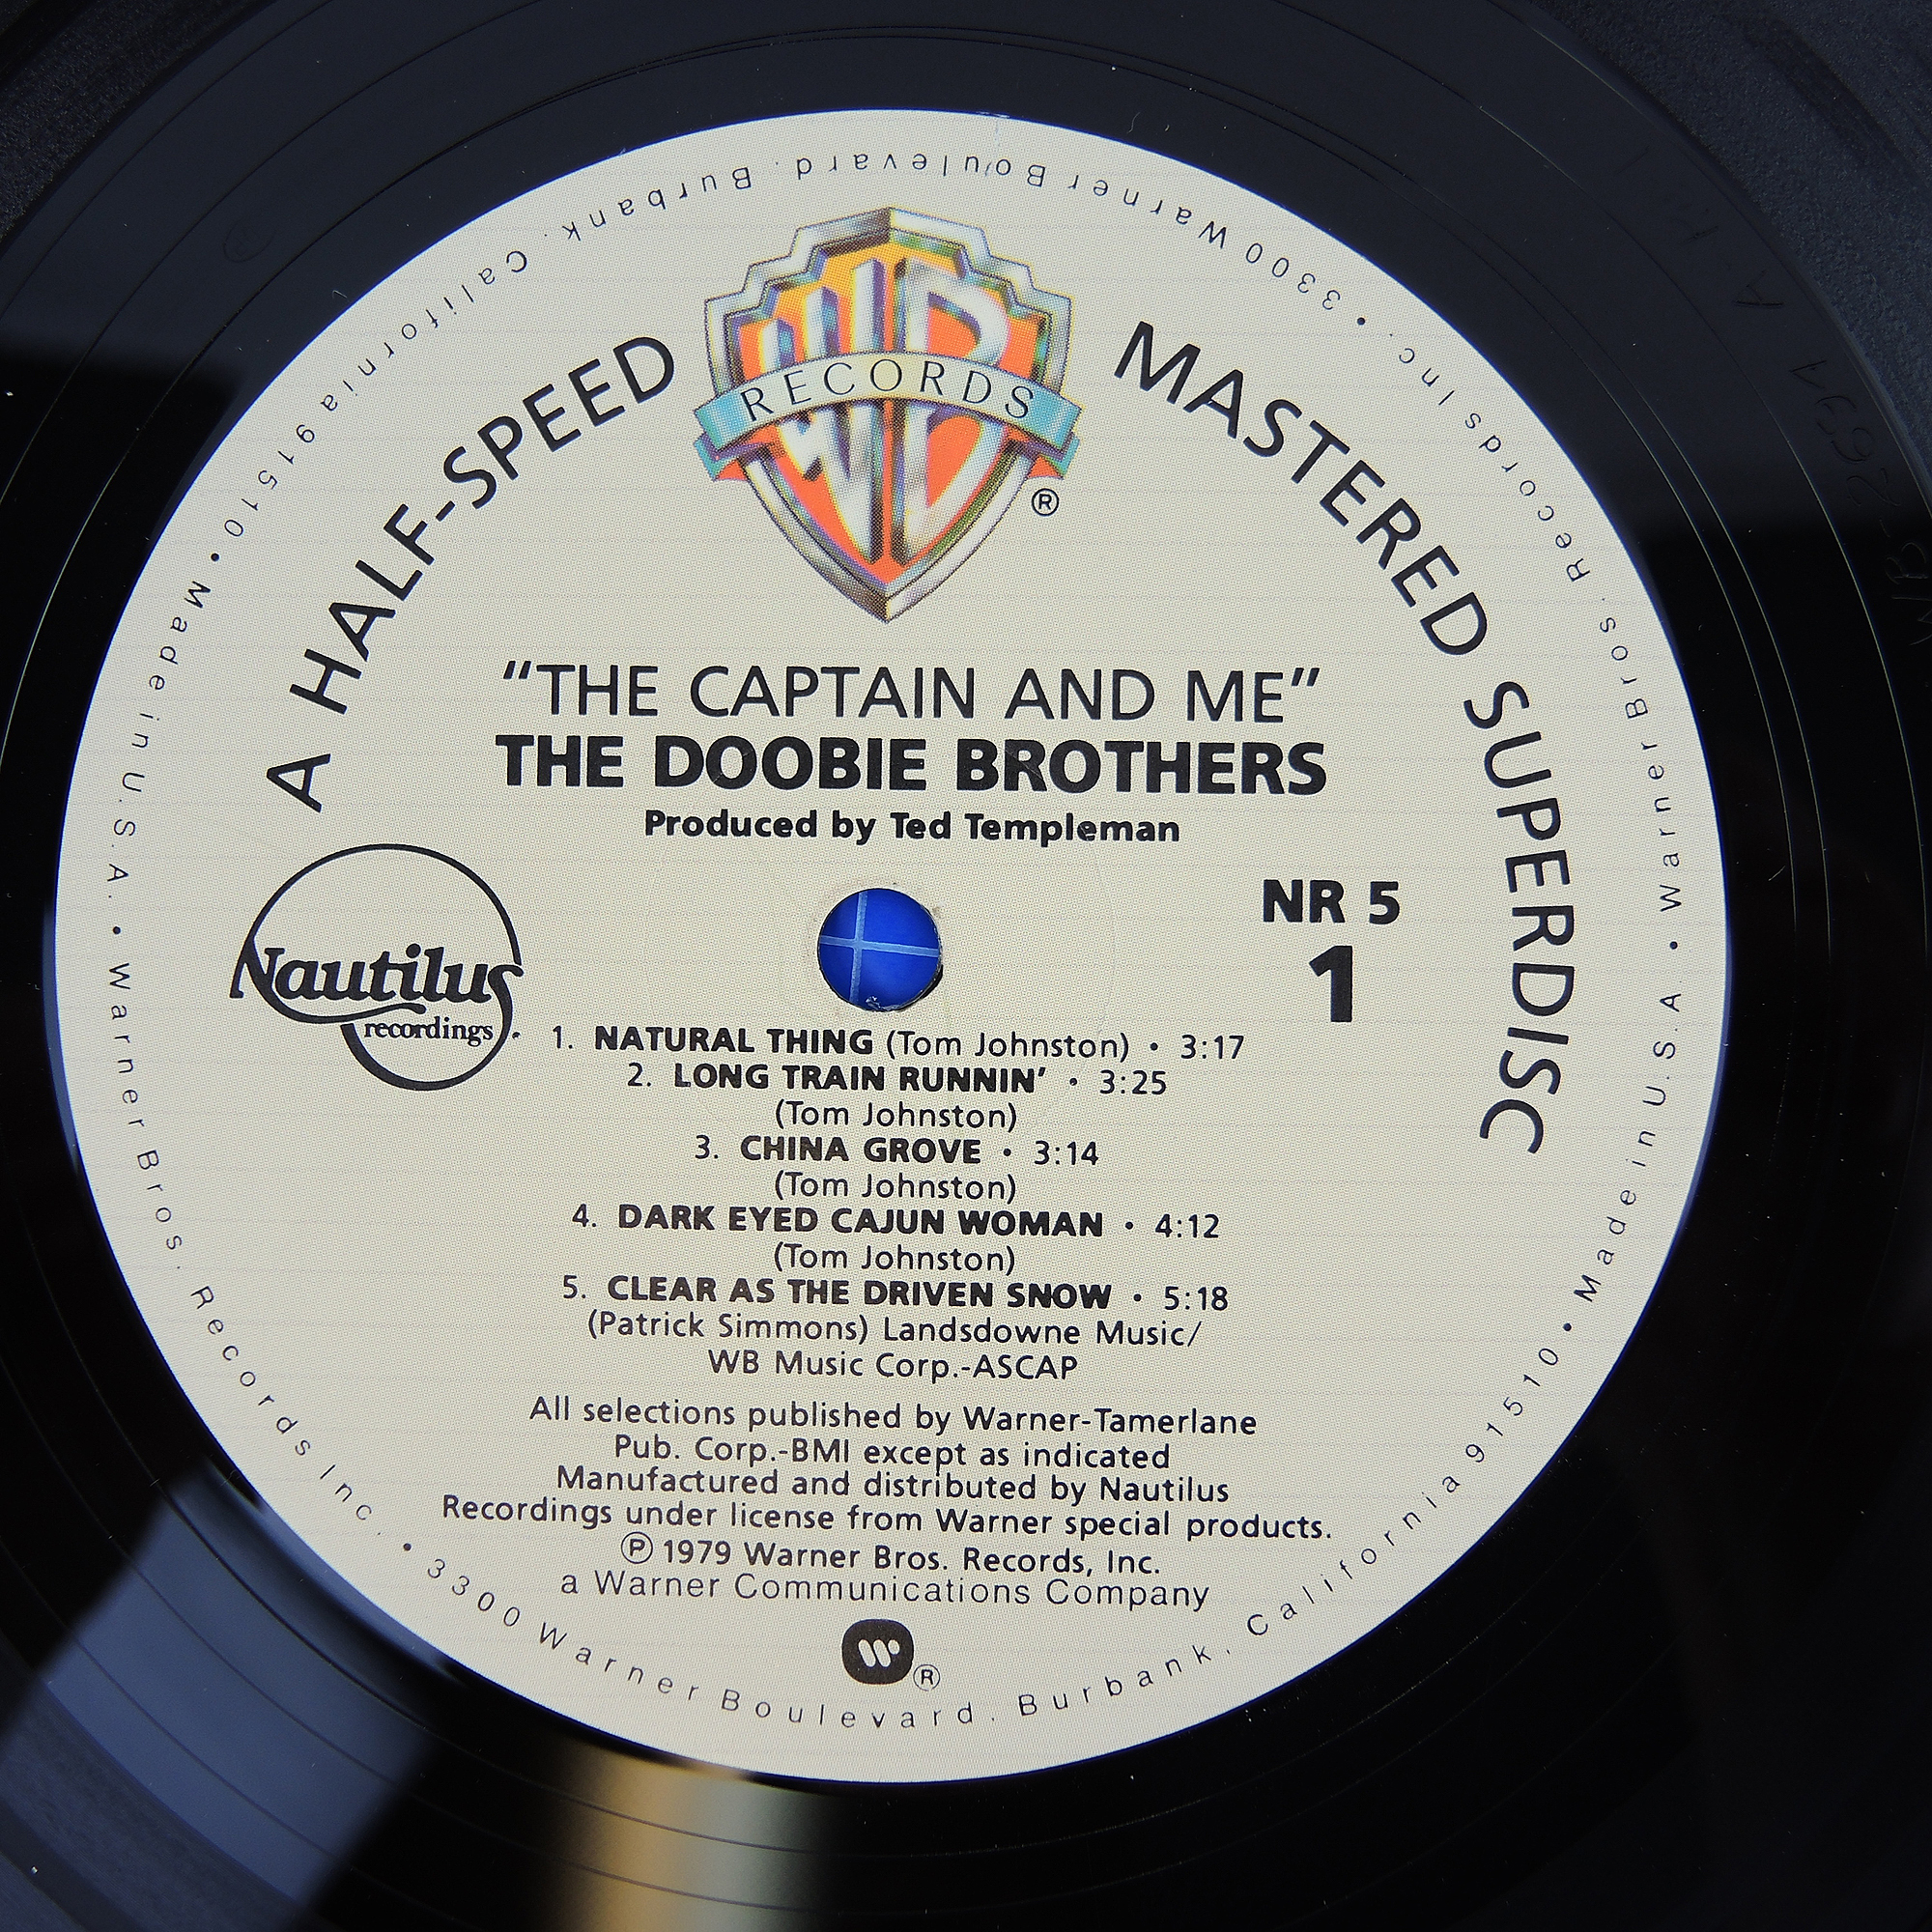 A HALF-SPEED MASTERED SUPERDISC
WB
RECORDS
®
"THE CAPTAIN AND ME"
THE DOOBIE BROTHERS
Produced by Ted Templeman
NR 5
1
Nautilus
recordings
1. NATURAL THING (Tom Johnston) • 3:17
2. LONG TRAIN RUNNIN' • 3:25
(Tom Johnston)
3. CHINA GROVE • 3:14
(Tom Johnston)
4. DARK EYED CAJUN WOMAN • 4:12
(Tom Johnston)
5. CLEAR AS THE DRIVEN SNOW • 5:18
(Patrick Simmons) Landsdowne Music/
WB Music Corp.-ASCAP
All selections published by Warner-Tamerlane
Pub. Corp.-BMI except as indicated
Manufactured and distributed by Nautilus
Recordings under license from Warner special products.
Ⓟ 1979 Warner Bros. Records, Inc.
a Warner Communications Company
®
Warner Bros. Records Inc. • 3300 Warner Boulevard. Burbank, California 91510 • Made in U.S.A. •
Warner Bros. Records Inc. • 3300 Warner Boulevard. Burbank. California 91510 • Made in U.S.A. •